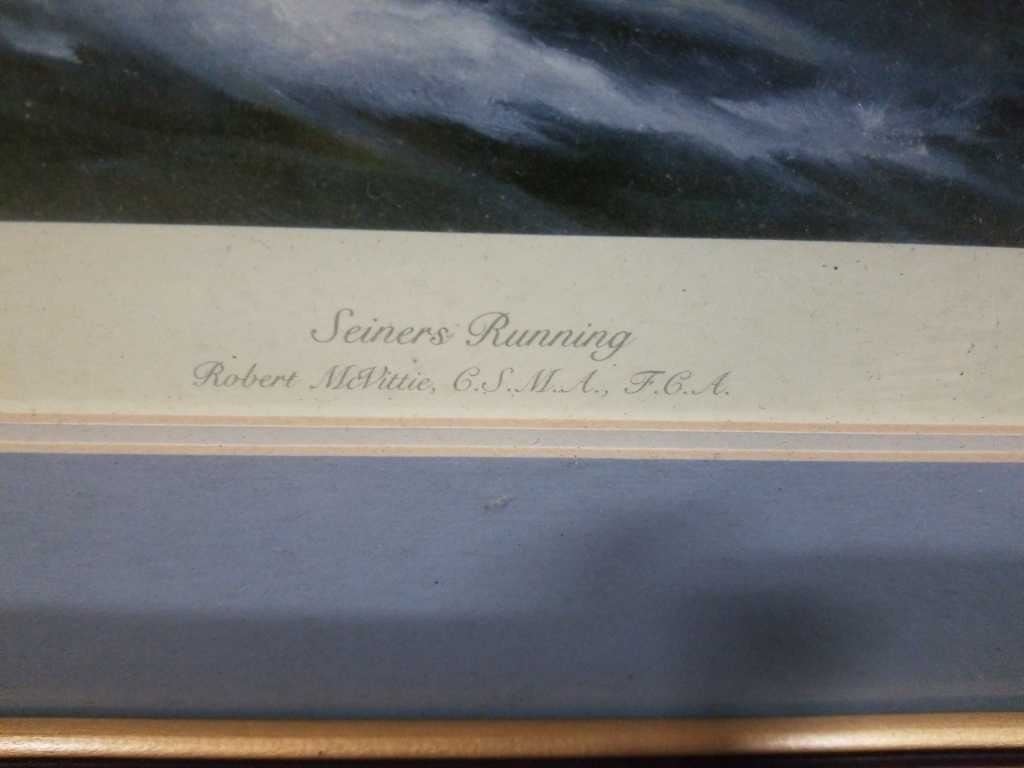 Seiners Running
Robert McVittie, C.S.M.A., F.C.A.